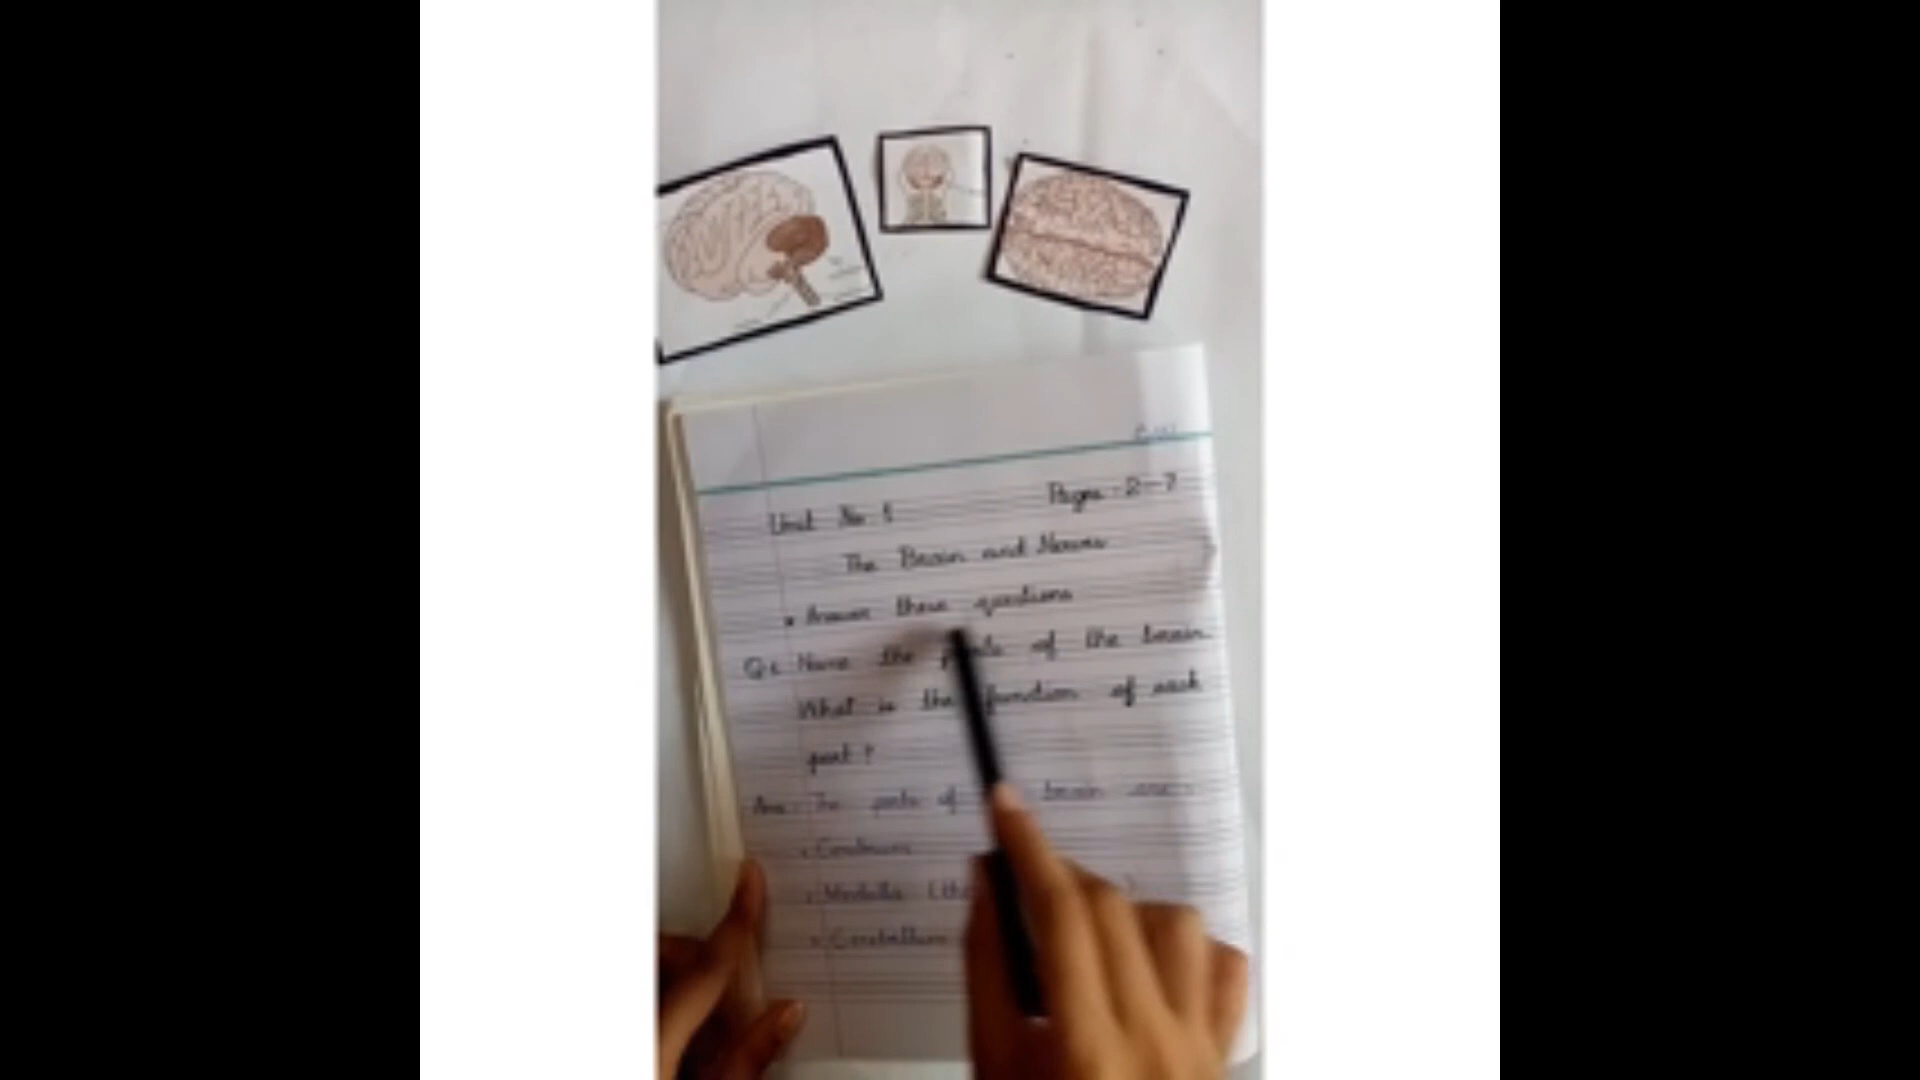 Unit No 1 Pages - 2-7
The Brain and Nerves
Answer these questions
Q1 Name the parts of the brain
What is the function of each
part ?
Ans : The parts of brain are :
Cerebrum
Medulla (the )
Cerebellum